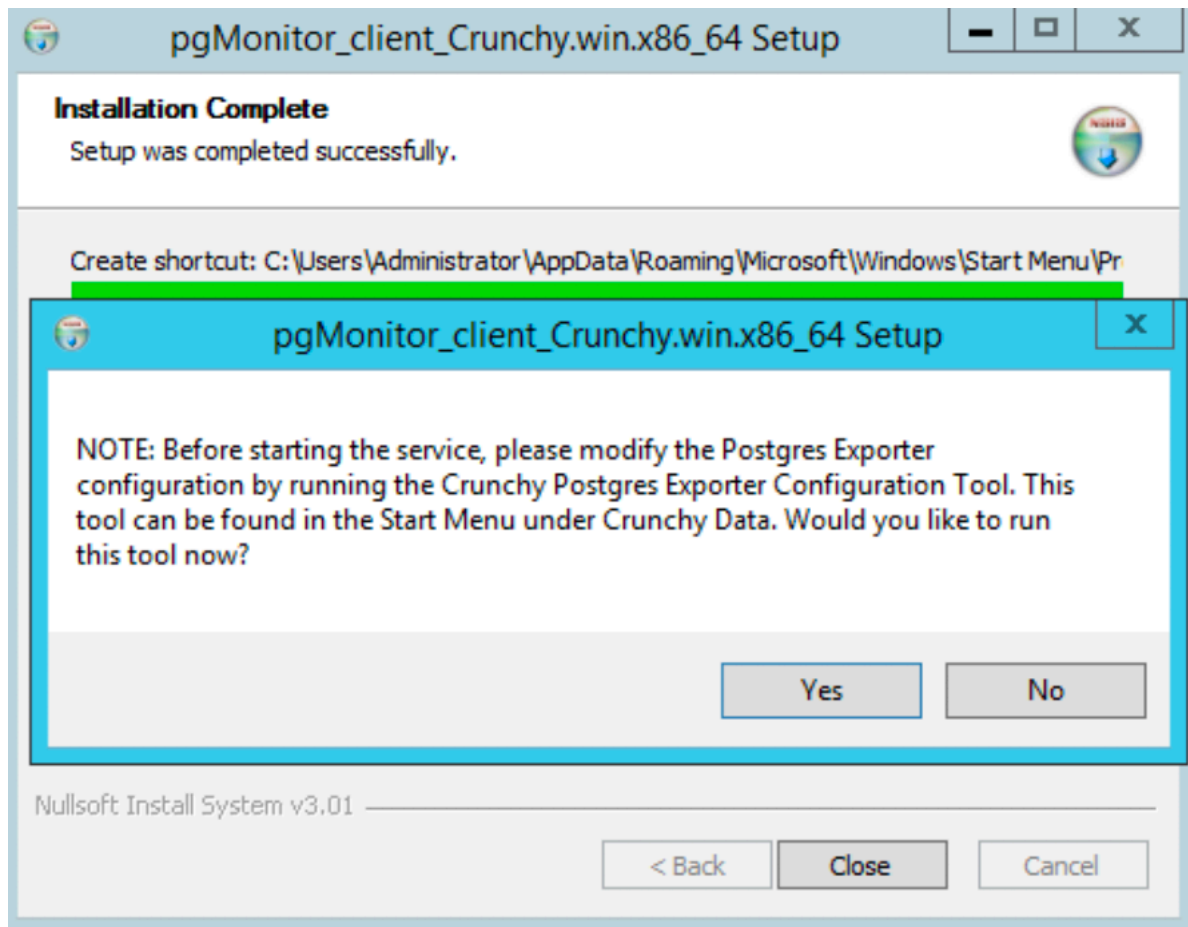 pgMonitor_client_Crunchy.win.x86_64 Setup
Installation Complete
Setup was completed successfully.
NSIS
Create shortcut: C:\Users\Administrator\AppData\Roaming\Microsoft\Windows\Start Menu\Pr
pgMonitor_client_Crunchy.win.x86_64 Setup
NOTE: Before starting the service, please modify the Postgres Exporter
configuration by running the Crunchy Postgres Exporter Configuration Tool. This
tool can be found in the Start Menu under Crunchy Data. Would you like to run
this tool now?
Yes No
Nullsoft Install System v3.01
< Back Close Cancel